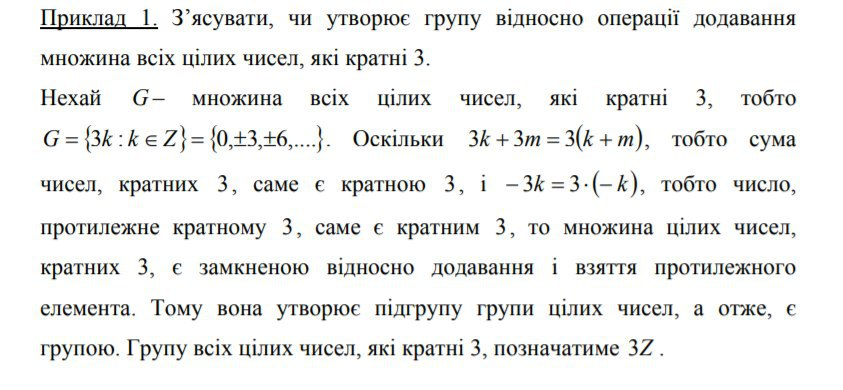 Приклад 1. З’ясувати, чи утворює групу відносно операції додавання
множина всіх цілих чисел, які кратні 3.
Нехай G– множина всіх цілих чисел, які кратні 3, тобто
G = {3k : k ∈ Z} = {0,±3,±6,....}. Оскільки 3k + 3m = 3(k + m), тобто сума
чисел, кратних 3, саме є кратною 3, і – 3k = 3·(– k), тобто число,
протилежне кратному 3, саме є кратним 3, то множина цілих чисел,
кратних 3, є замкненою відносно додавання і взяття протилежного
елемента. Тому вона утворює підгрупу групи цілих чисел, а отже, є
групою. Групу всіх цілих чисел, які кратні 3, позначатиме 3Z .